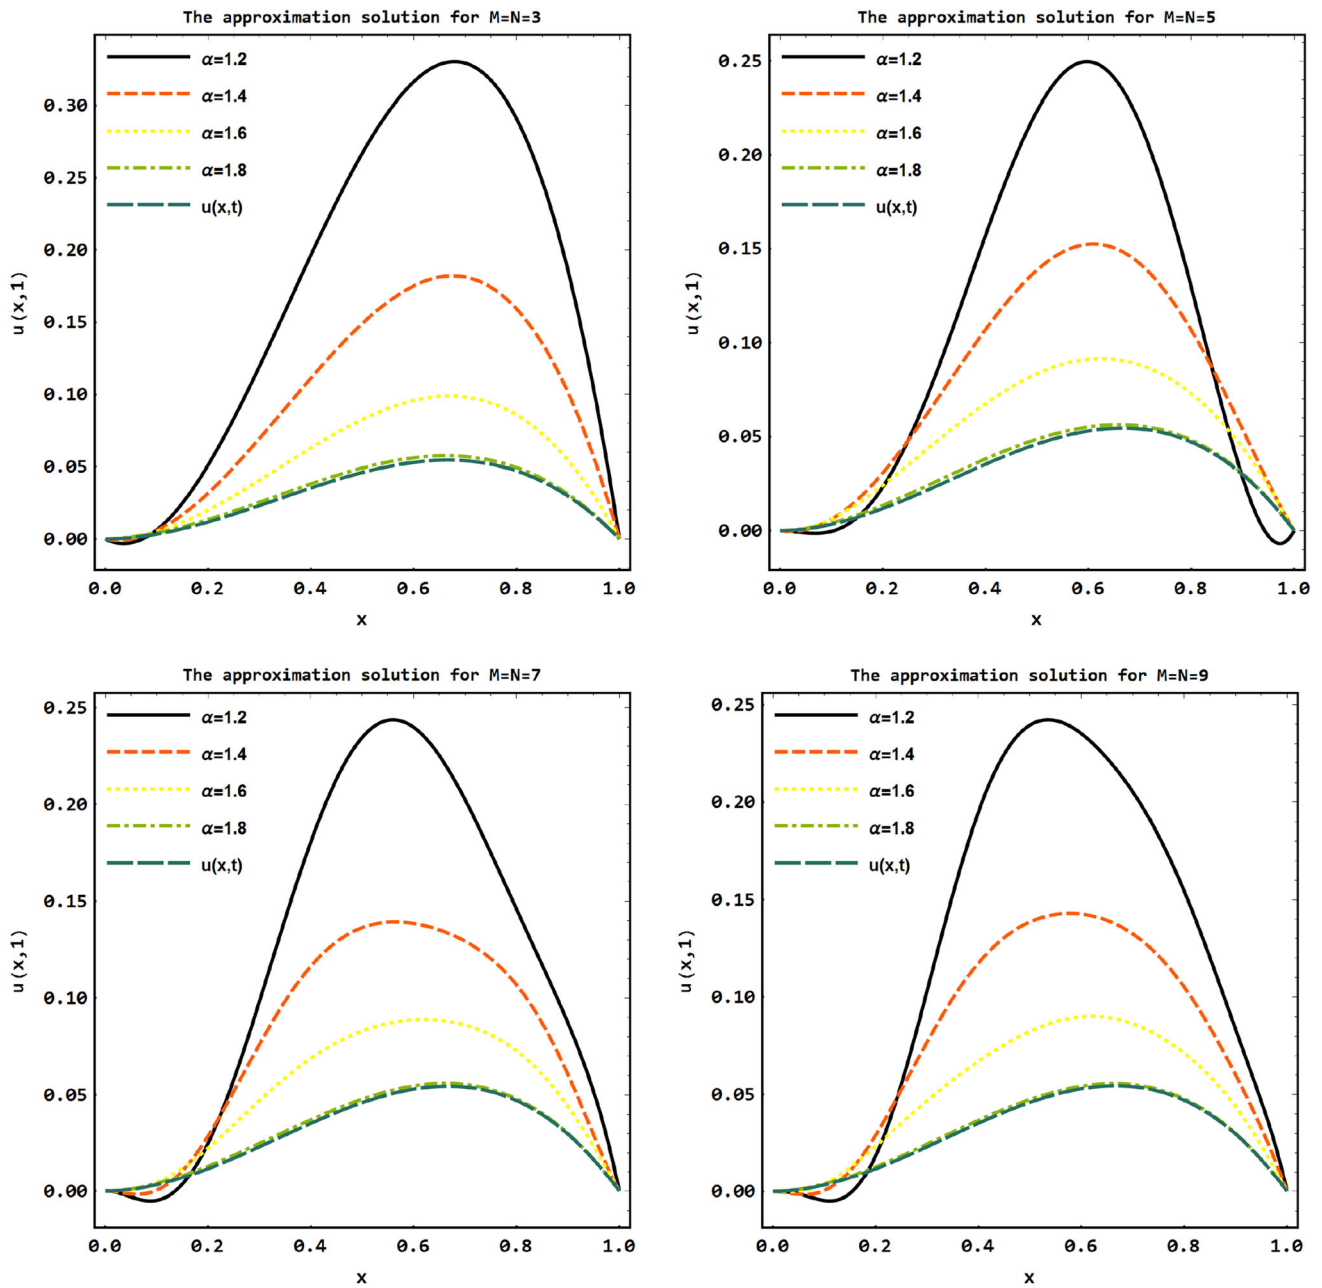 The approximation solution for M=N=3
α=1.2
α=1.4
α=1.6
α=1.8
u(x,t)
u(x,1)
0.30
0.25
0.20
0.15
0.10
0.05
0.00
0.0 0.2 0.4 0.6 0.8 1.0
x
The approximation solution for M=N=5
α=1.2
α=1.4
α=1.6
α=1.8
u(x,t)
u(x,1)
0.25
0.20
0.15
0.10
0.05
0.00
0.0 0.2 0.4 0.6 0.8 1.0
x
The approximation solution for M=N=7
α=1.2
α=1.4
α=1.6
α=1.8
u(x,t)
u(x,1)
0.25
0.20
0.15
0.10
0.05
0.00
0.0 0.2 0.4 0.6 0.8 1.0
x
The approximation solution for M=N=9
α=1.2
α=1.4
α=1.6
α=1.8
u(x,t)
u(x,1)
0.25
0.20
0.15
0.10
0.05
0.00
0.0 0.2 0.4 0.6 0.8 1.0
x